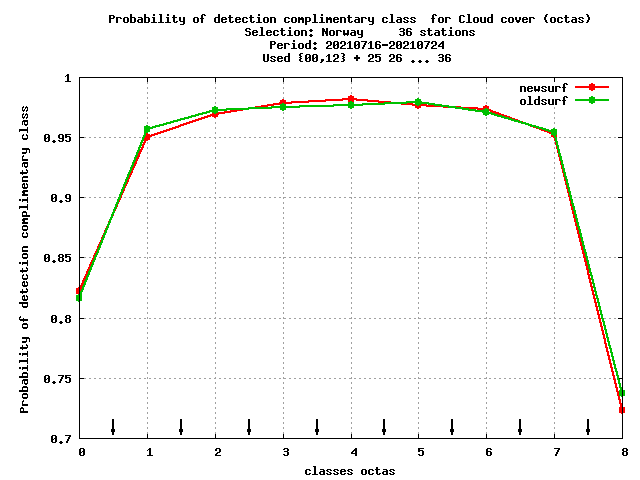 Probability of detection complimentary class  for Cloud cover (octas)
Selection: Norway     36 stations
Period: 20210716-20210724
Used {00,12} + 25 26 ... 36
newsurf
oldsurf
Probability of detection complimentary class
1
0.95
0.9
0.85
0.8
0.75
0.7
0 1 2 3 4 5 6 7 8
classes octas